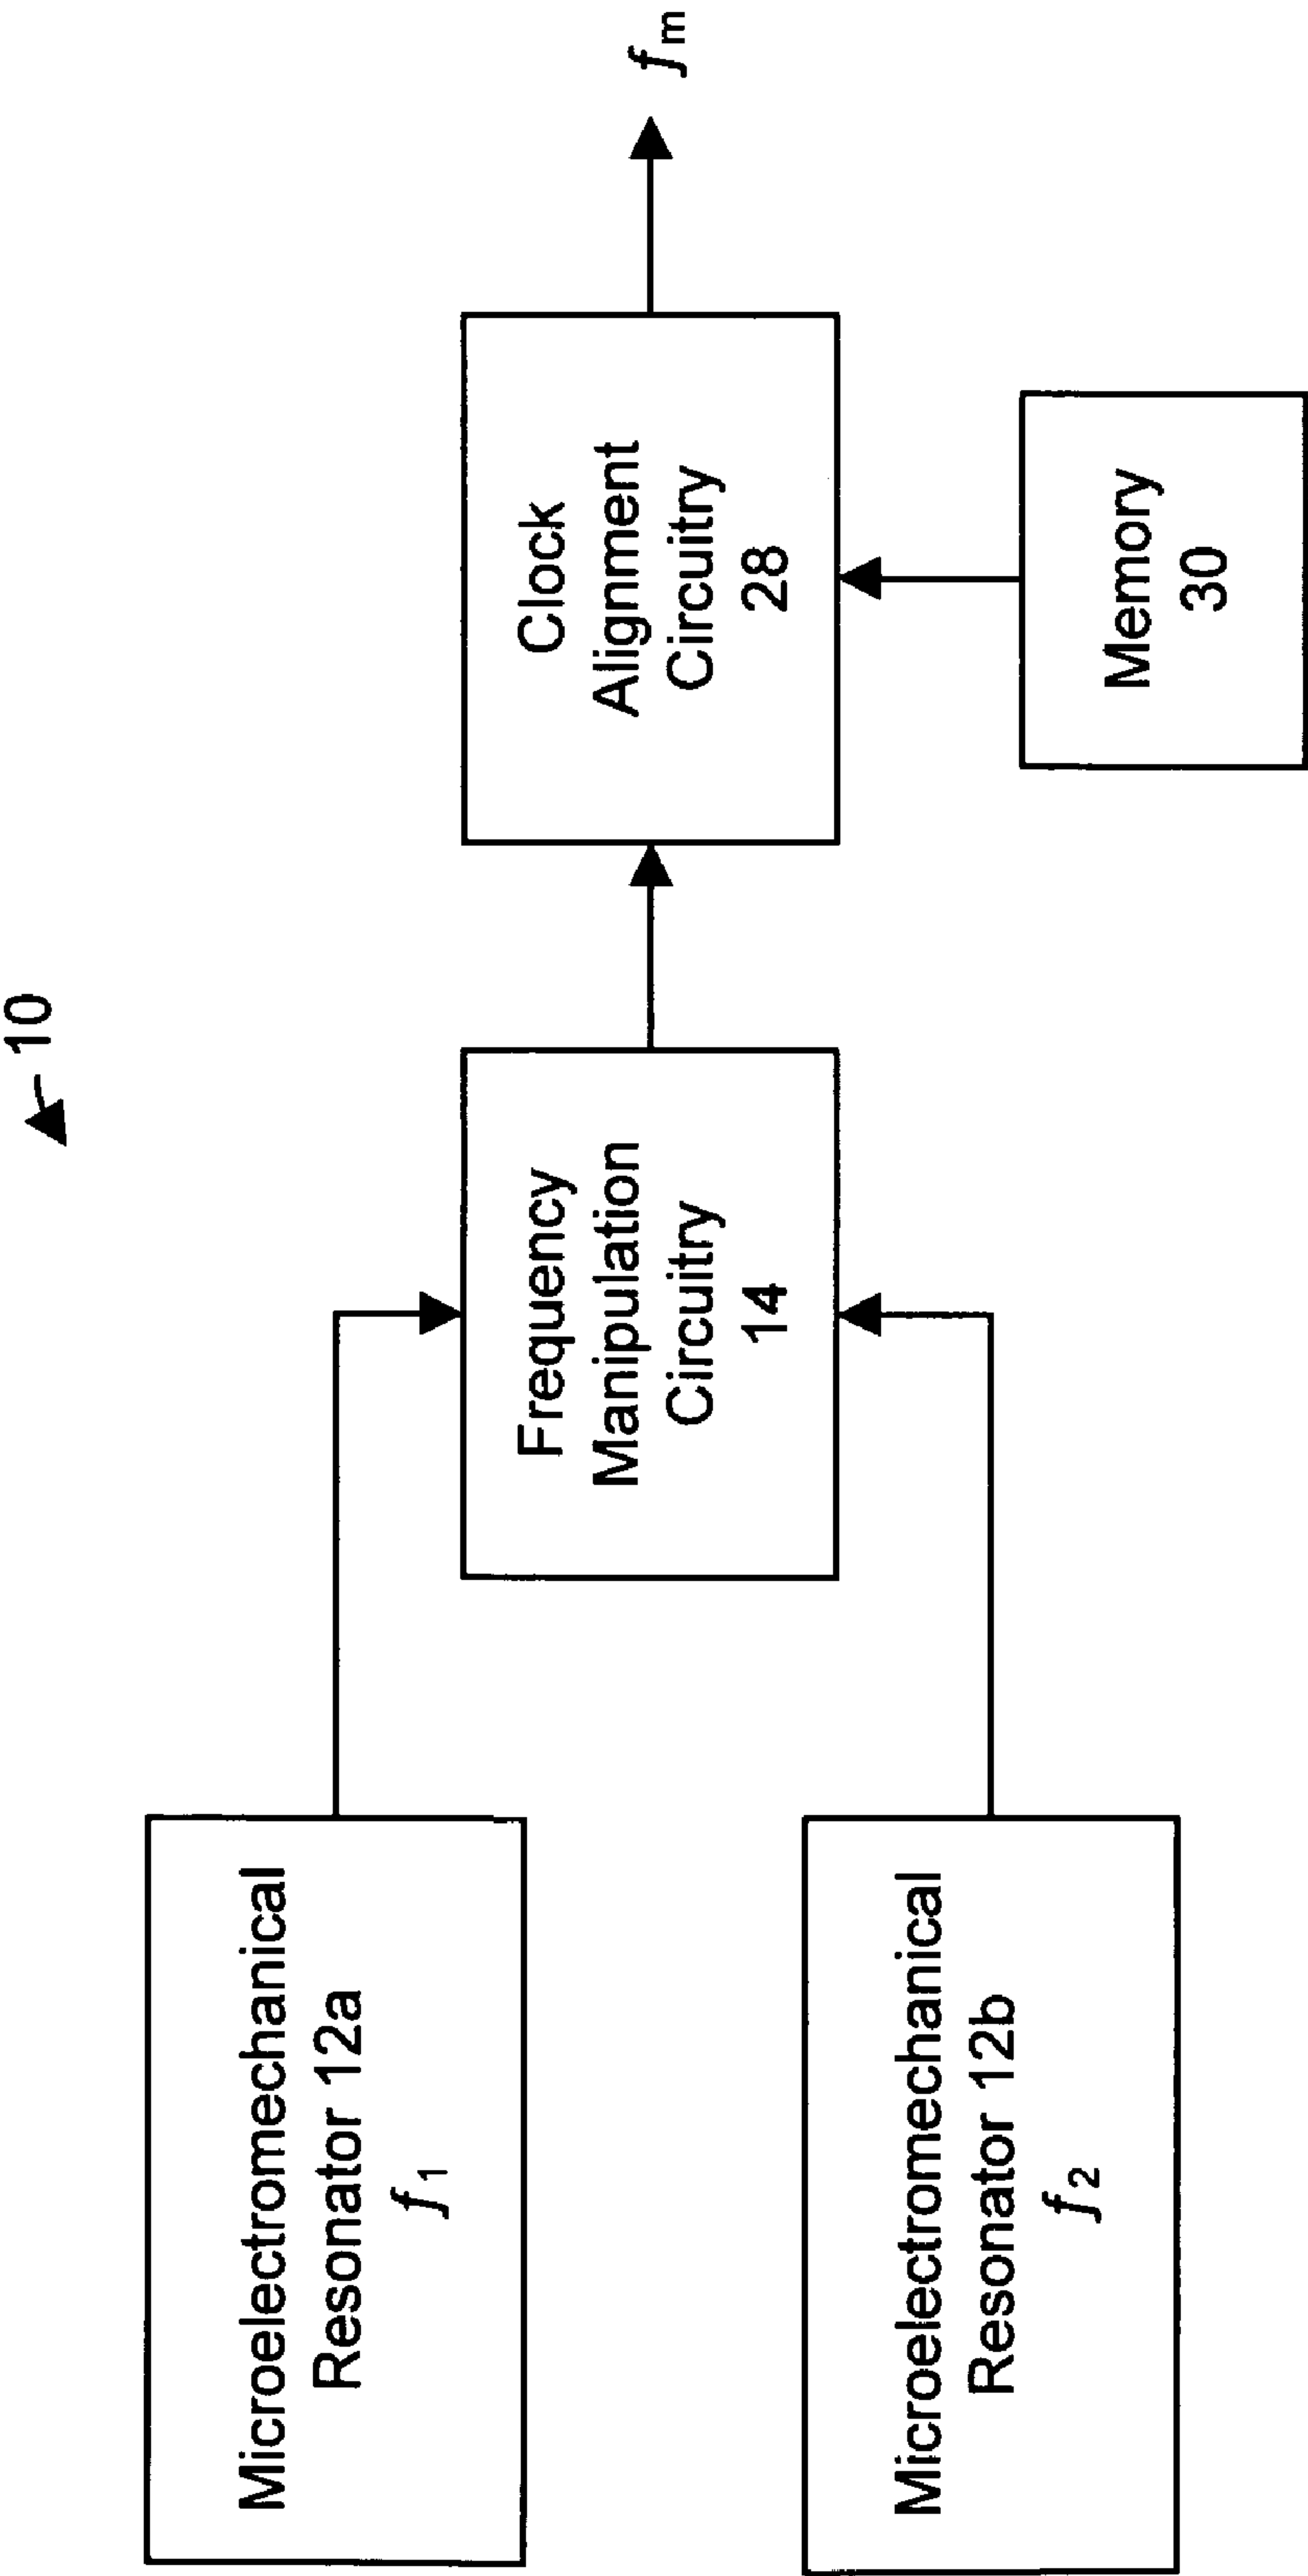 10
Microelectromechanical
Resonator 12a
f1
Microelectromechanical
Resonator 12b
f2
Frequency
Manipulation
Circuitry
14
Clock
Alignment
Circuitry
28
Memory
30
fm